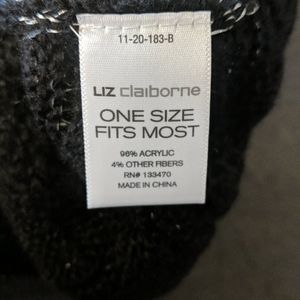 11-20-183-B
LIZ claiborne
ONE SIZE
FITS MOST
96% ACRYLIC
4% OTHER FIBERS
RN# 133470
MADE IN CHINA